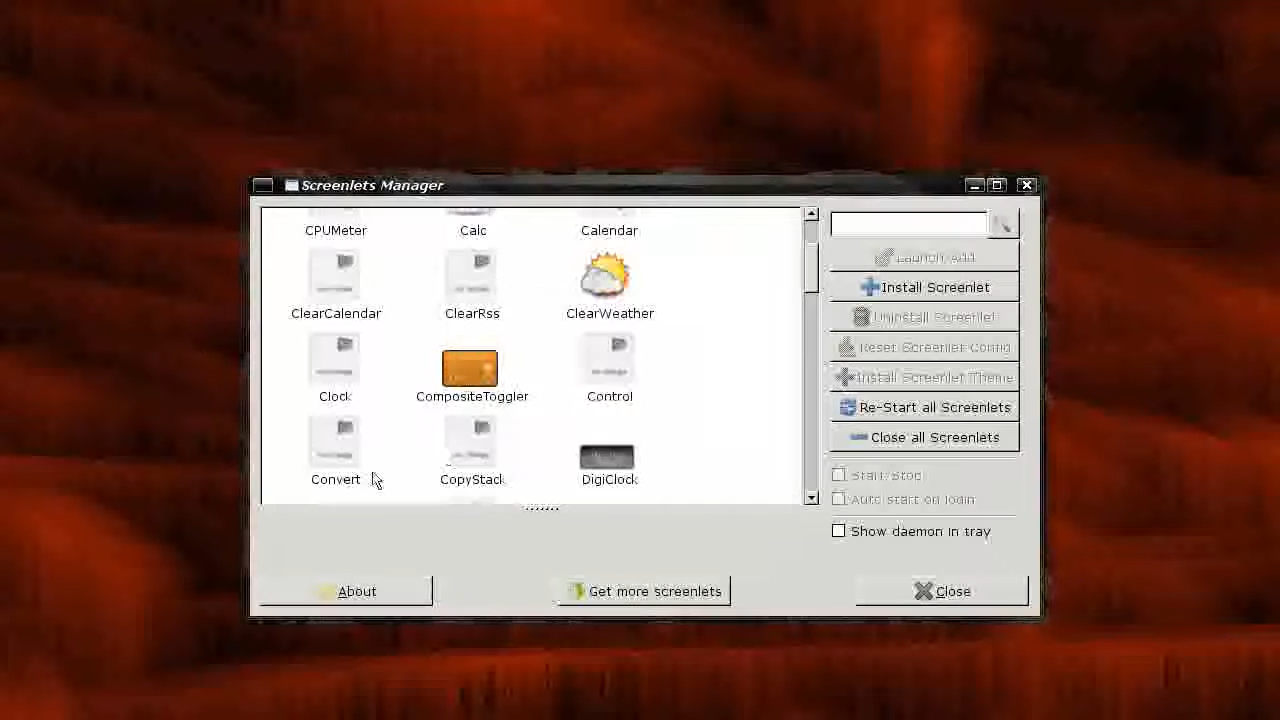 Screenlets Manager
CPUMeter Calc Calendar
ClearCalendar ClearRss ClearWeather
Clock CompositeToggler Control
Convert CopyStack DigiClock
Launch/Add
Install Screenlet
Uninstall Screenlet
Reset Screenlet Config
Install Screenlet Theme
Re-Start all Screenlets
Close all Screenlets
Start/Stop
Auto start on login
Show daemon in tray
About Get more screenlets Close